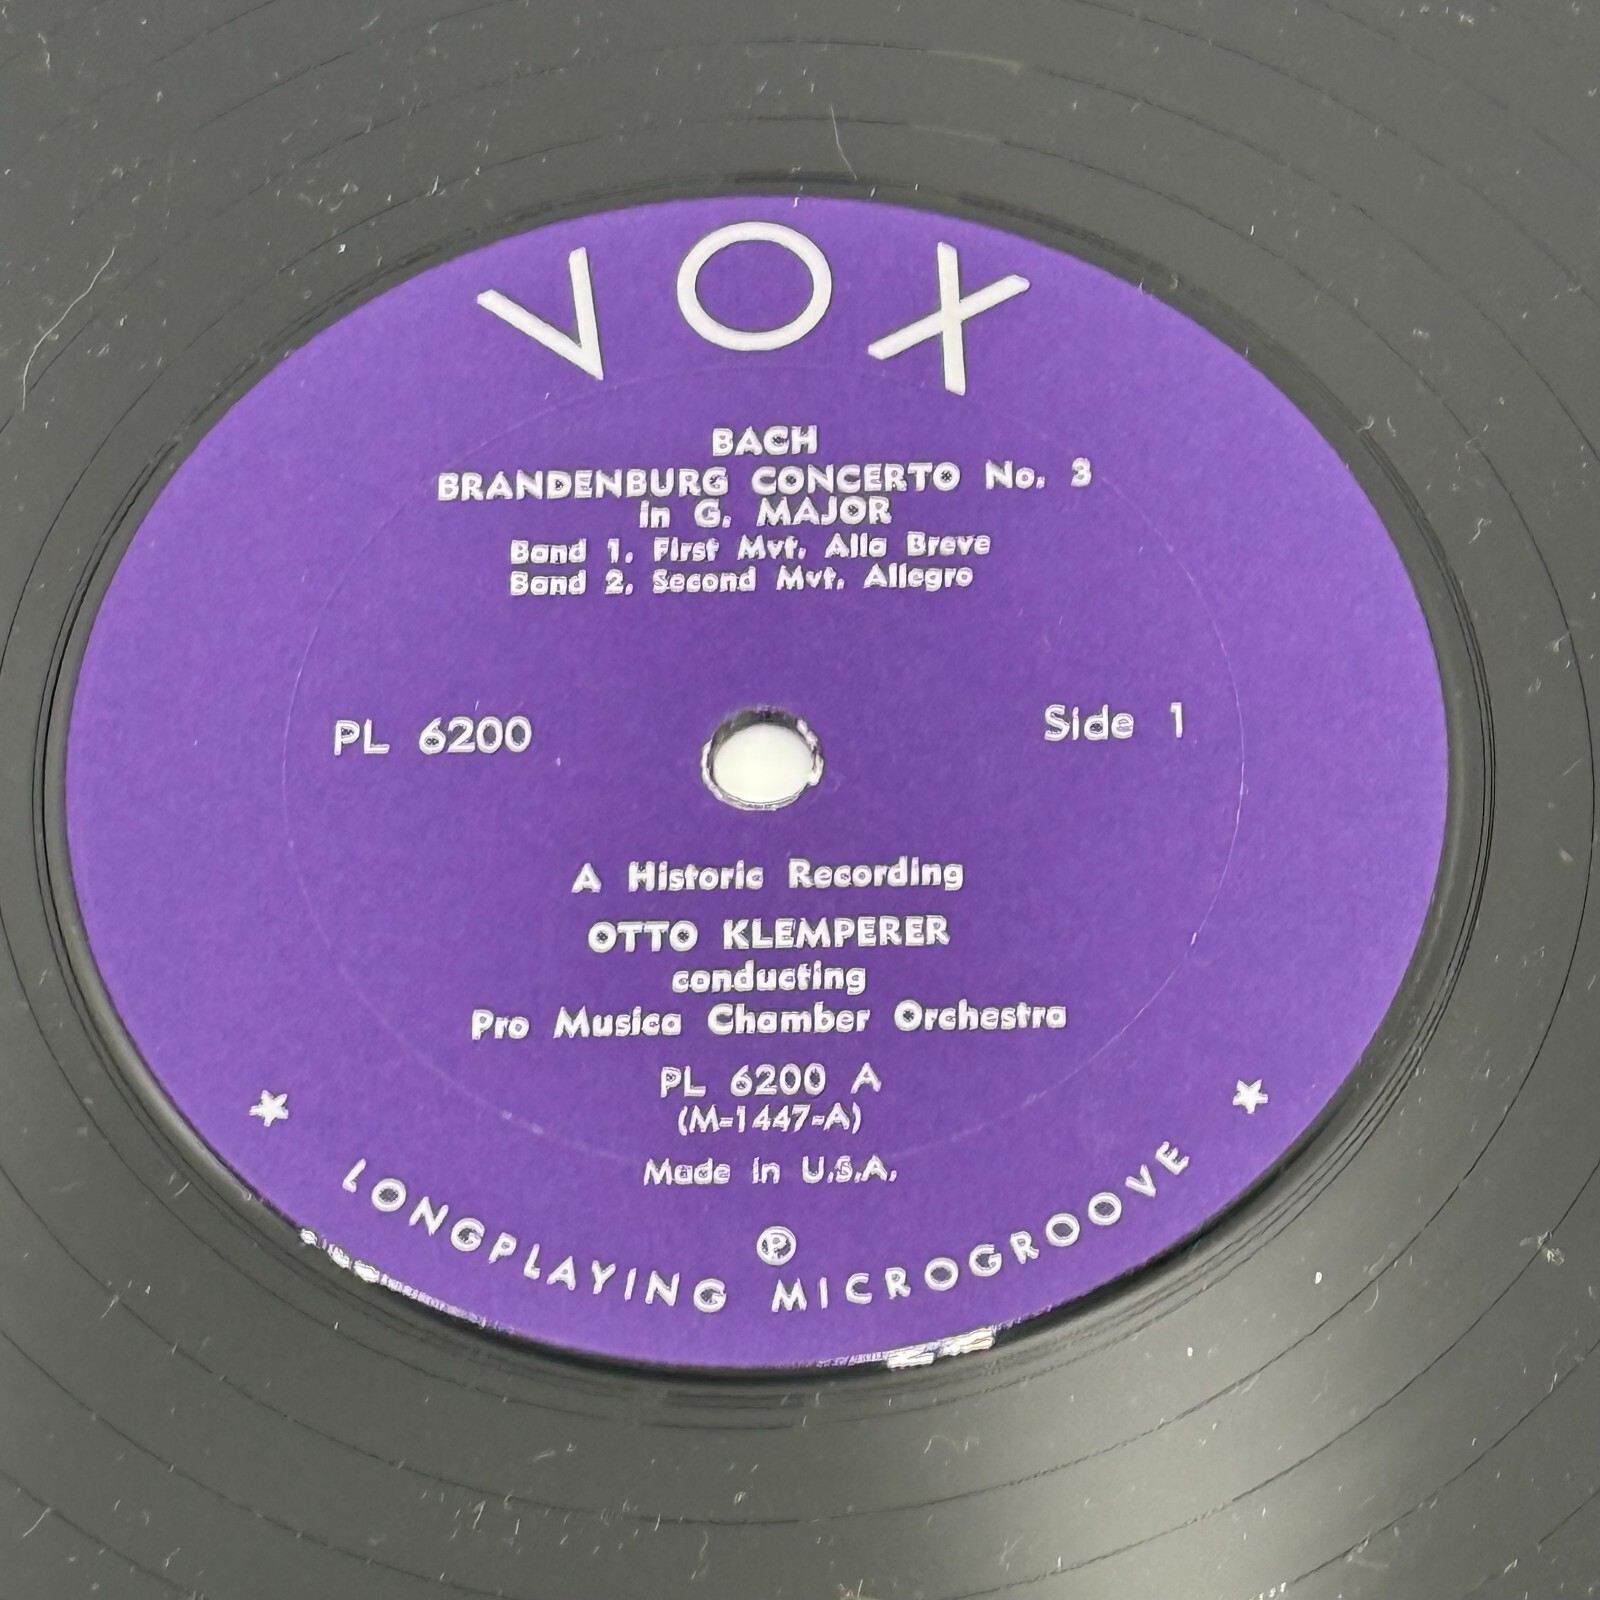 VOX
BACH
BRANDENBURG CONCERTO No. 3
in G. MAJOR
Band 1. First Mvt. Alla Breve
Band 2. Second Mvt. Allegro
PL 6200
Side 1
A Historic Recording
OTTO KLEMPERER
conducting
Pro Musica Chamber Orchestra
PL 6200 A
(M-1447-A)
Made in U.S.A.
℗
★ LONGPLAYING MICROGROOVE ★